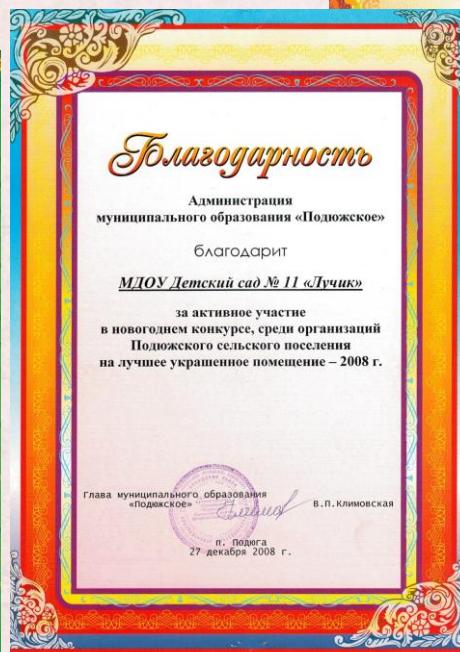 Благодарность
Администрация
муниципального образования «Подюжское»
благодарит
МДОУ Детский сад № 11 «Лучик»
за активное участие
в новогоднем конкурсе, среди организаций
Подюжского сельского поселения
на лучшее украшенное помещение – 2008 г.
Глава муниципального образования
«Подюжское»
В.П.Климовская
п. Подюга
27 декабря 2008 г.